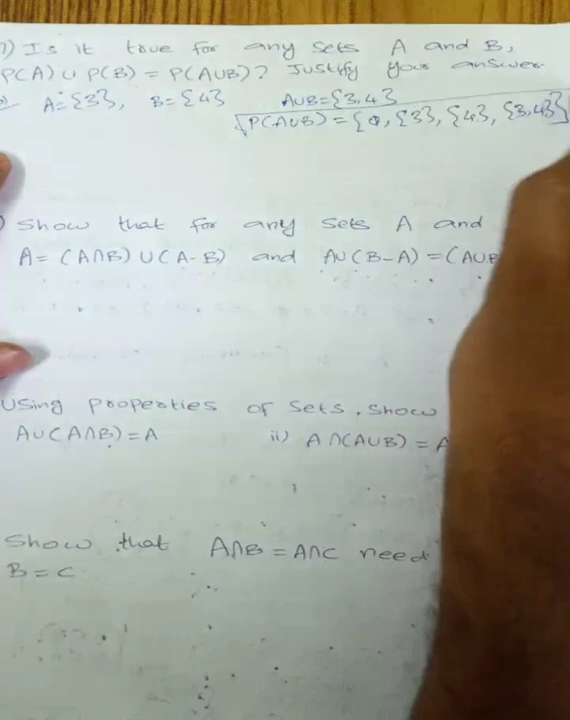 7) Is it true for any sets A and B,
P(A) ∪ P(B) = P(A∪B)? Justify your answer
A = {3}, B = {4} A∪B = {3,4}
P(A∪B) = {φ, {3}, {4}, {3,4}}
) Show that for any sets A and
A = (A∩B) ∪ (A-B) and A∪(B-A) = (A∪B
Using properties of sets, show
A∪(A∩B) = A ii) A∩(A∪B) = A
Show that A∩B = A∩C need
B = C